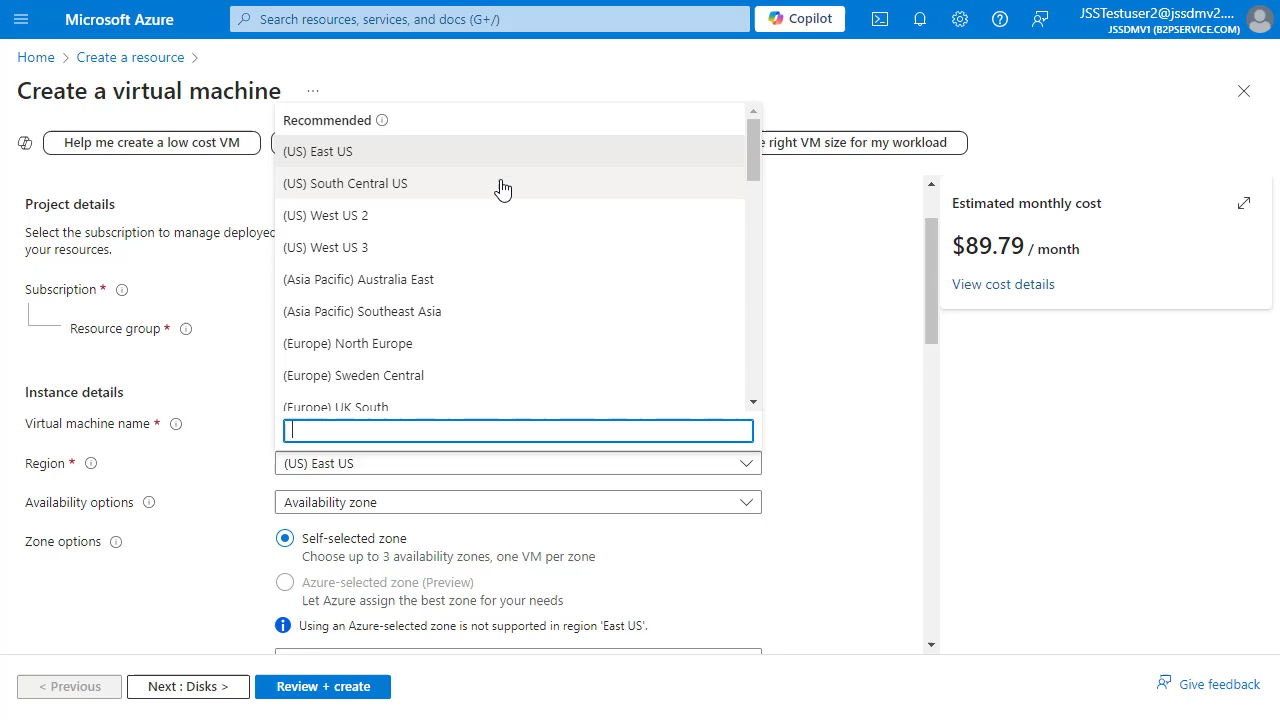 Microsoft Azure
Search resources, services, and docs (G+/)
Copilot
JSSTestuser2@jssdmv2....
JSSDMV1 (B2PSERVICE.COM)
Home > Create a resource >
Create a virtual machine ...
Help me create a low cost VM
e right VM size for my workload
Recommended
(US) East US
(US) South Central US
(US) West US 2
(US) West US 3
(Asia Pacific) Australia East
(Asia Pacific) Southeast Asia
(Europe) North Europe
(Europe) Sweden Central
(Europe) UK South
Project details
Select the subscription to manage deployed
your resources.
Subscription *
Resource group *
Instance details
Virtual machine name *
Region *
(US) East US
Availability options
Availability zone
Zone options
Self-selected zone
Choose up to 3 availability zones, one VM per zone
Azure-selected zone (Preview)
Let Azure assign the best zone for your needs
Using an Azure-selected zone is not supported in region 'East US'.
Estimated monthly cost
$89.79 / month
View cost details
< Previous
Next : Disks >
Review + create
Give feedback